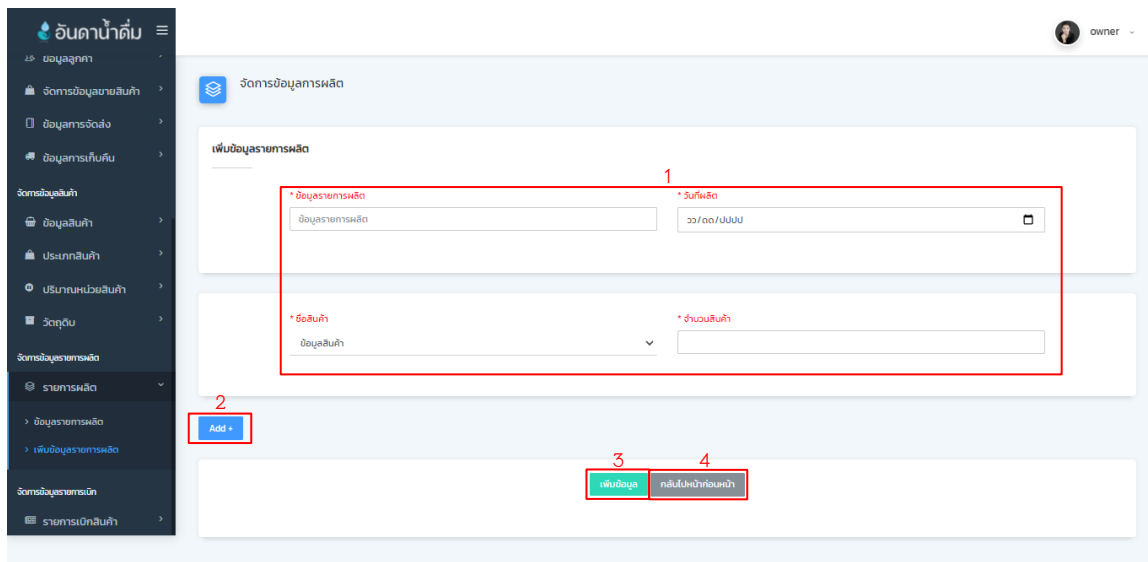 อันดาน้ำดื่ม
owner
ข้อมูลลูกค้า
จัดการข้อมูลขายสินค้า
ข้อมูลการจัดส่ง
ข้อมูลการเก็บคืน
จัดการข้อมูลสินค้า
ข้อมูลสินค้า
ประเภทสินค้า
ปริมาณหน่วยสินค้า
วัตถุดิบ
จัดการข้อมูลรายการผลิต
รายการผลิต
ข้อมูลรายการผลิต
เพิ่มข้อมูลรายการผลิต
จัดการข้อมูลรายการเบิก
รายการเบิกสินค้า
จัดการข้อมูลการผลิต
เพิ่มข้อมูลรายการผลิต
1
* ข้อมูลรายการผลิต * วันที่ผลิต
ข้อมูลรายการผลิต วว/ดด/ปปปป
* ชื่อสินค้า * จำนวนสินค้า
ข้อมูลสินค้า
2
Add +
3 4
เพิ่มข้อมูล กลับไปหน้าก่อนหน้า